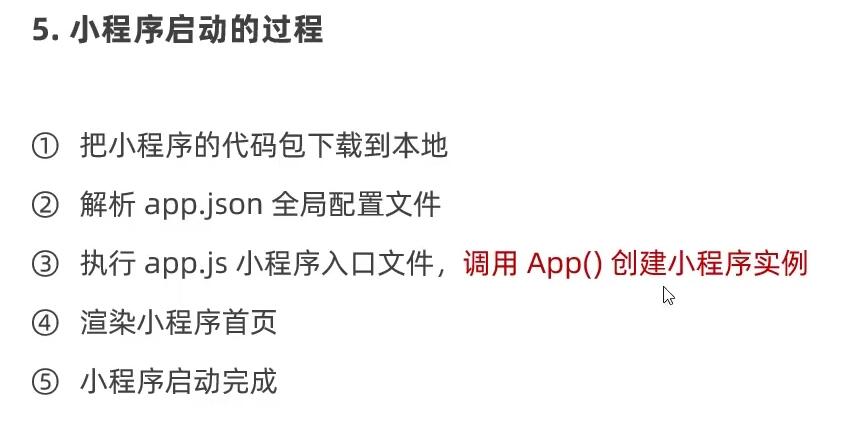 5. 小程序启动的过程
① 把小程序的代码包下载到本地
② 解析 app.json 全局配置文件
③ 执行 app.js 小程序入口文件，调用 App() 创建小程序实例
④ 渲染小程序首页
⑤ 小程序启动完成